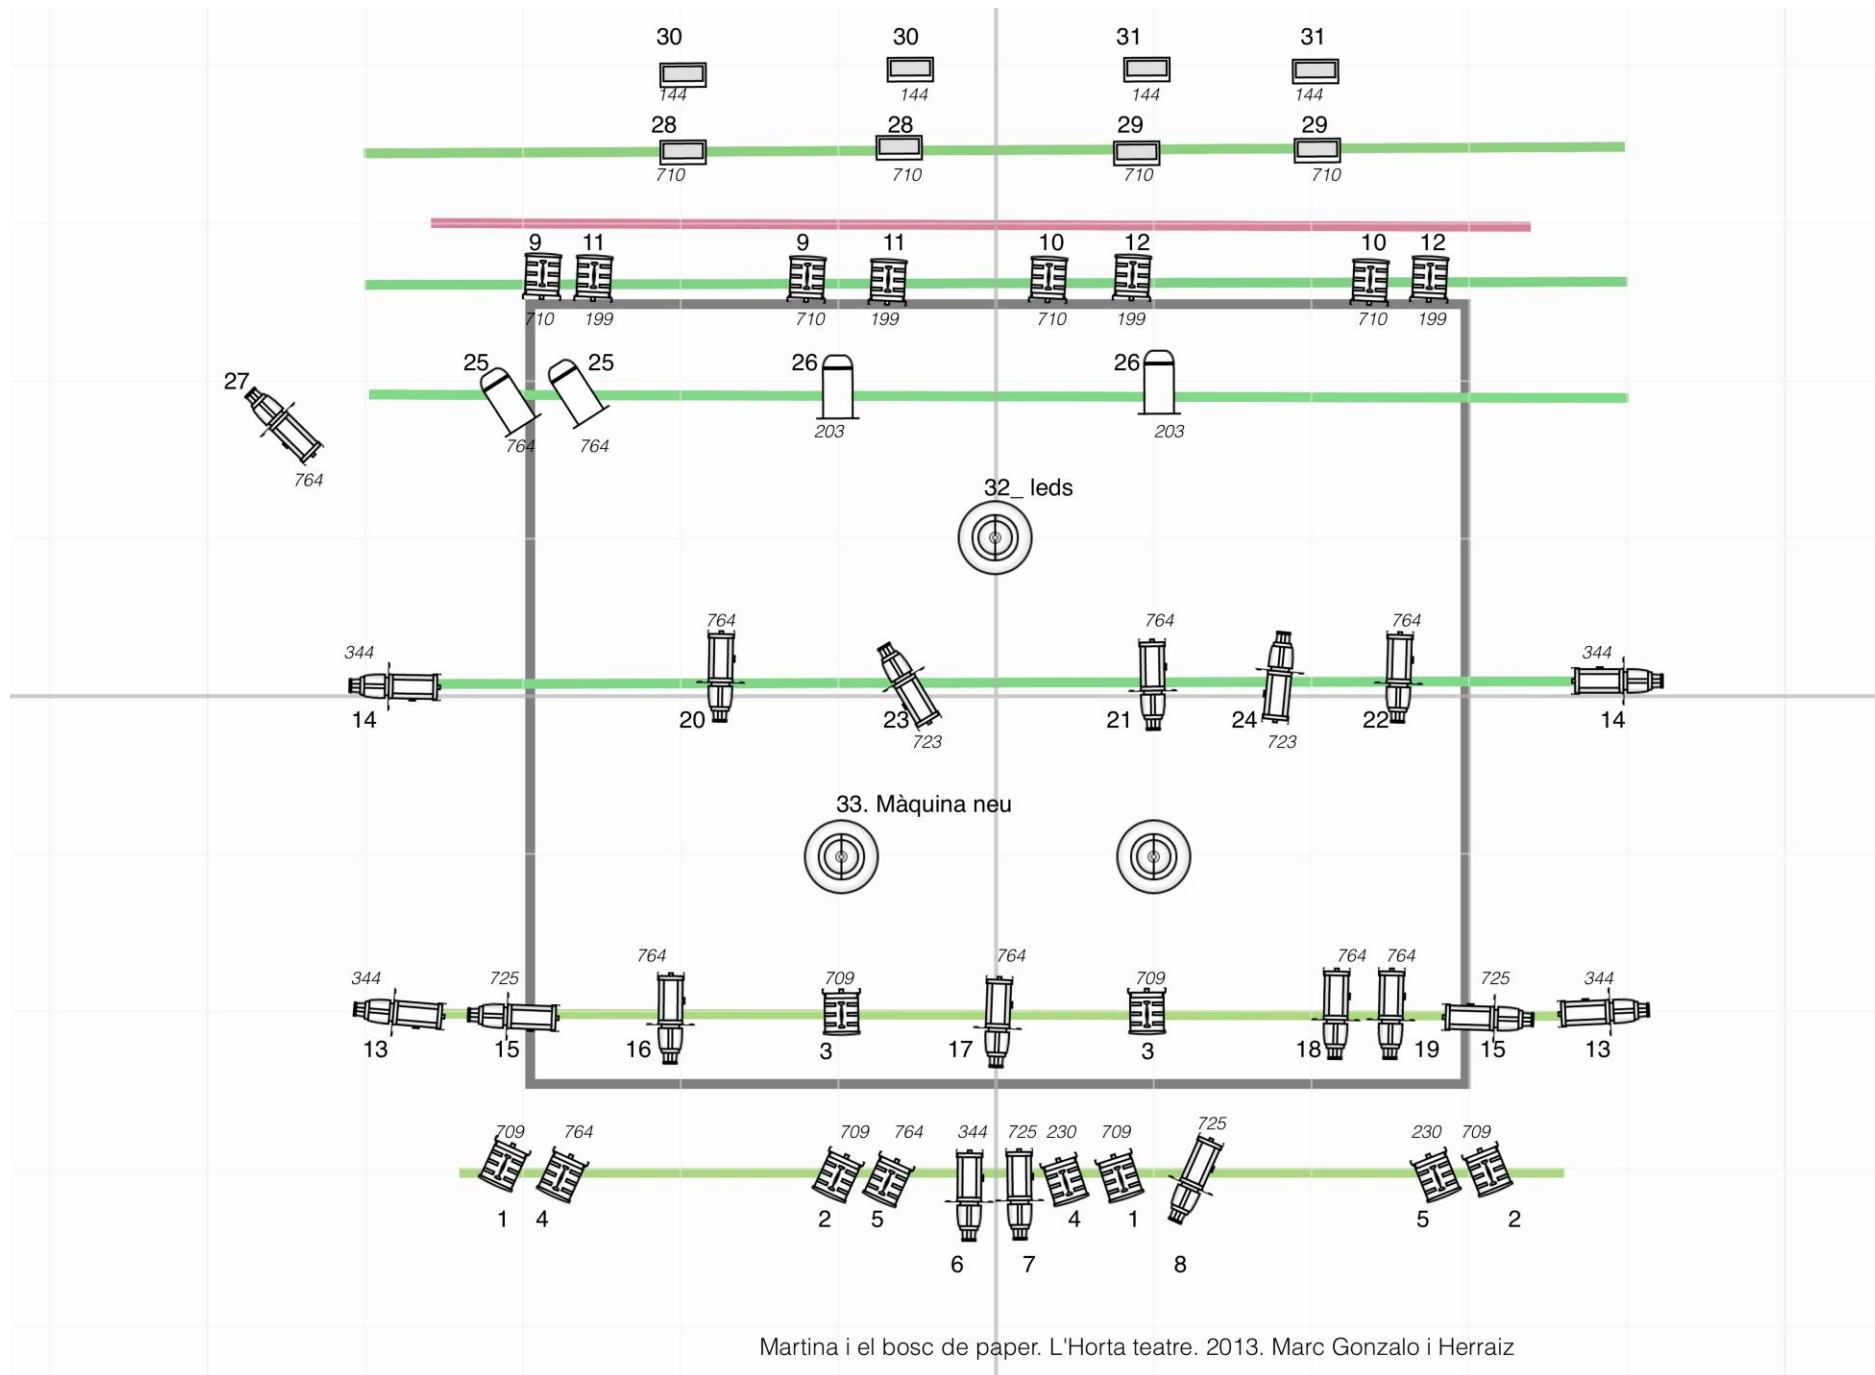 30 30 31 31
144 144 144 144
28 28 29 29
710 710 710 710
9 11 9 11 10 12 10 12
710 199 710 199 710 199 710 199
25 25 26 26
27
764 764 203 203
764
32_ leds
764 764 764
344 344
14 20 23 21 24 22 14
723 723
33. Màquina neu
764 764 764 764
344 725 709 709 725 344
13 15 16 3 17 3 18 19 15 13
709 764 709 764 344 725 230 709 725 230 709
1 4 2 5 4 1 5 2
6 7 8
Martina i el bosc de paper. L'Horta teatre. 2013. Marc Gonzalo i Herraiz